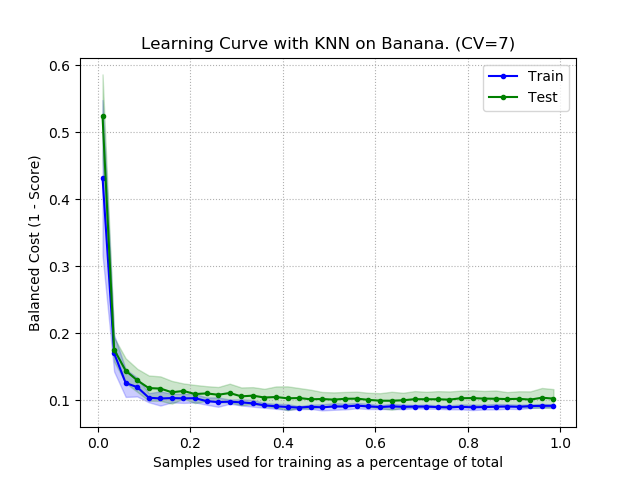 Learning Curve with KNN on Banana. (CV=7)
Train
Test
Balanced Cost (1 - Score)
0.6
0.5
0.4
0.3
0.2
0.1
0.0 0.2 0.4 0.6 0.8 1.0
Samples used for training as a percentage of total